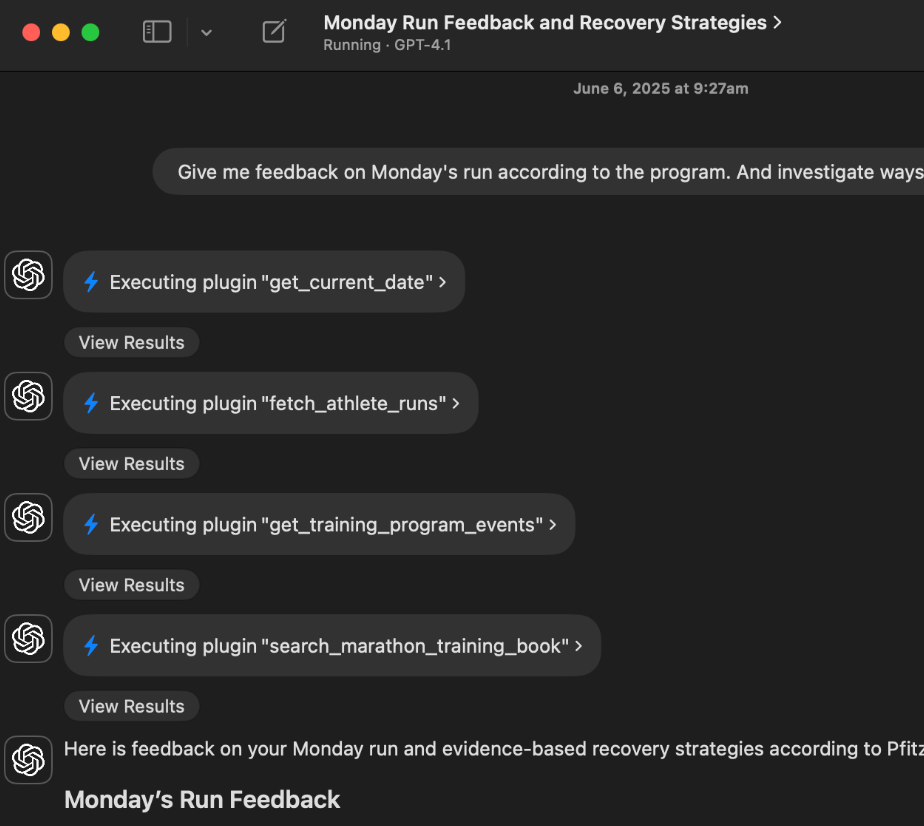 Monday Run Feedback and Recovery Strategies >
Running · GPT-4.1
June 6, 2025 at 9:27am
Give me feedback on Monday's run according to the program. And investigate ways
Executing plugin "get_current_date" >
View Results
Executing plugin "fetch_athlete_runs" >
View Results
Executing plugin "get_training_program_events" >
View Results
Executing plugin "search_marathon_training_book" >
View Results
Here is feedback on your Monday run and evidence-based recovery strategies according to Pfitz
Monday’s Run Feedback